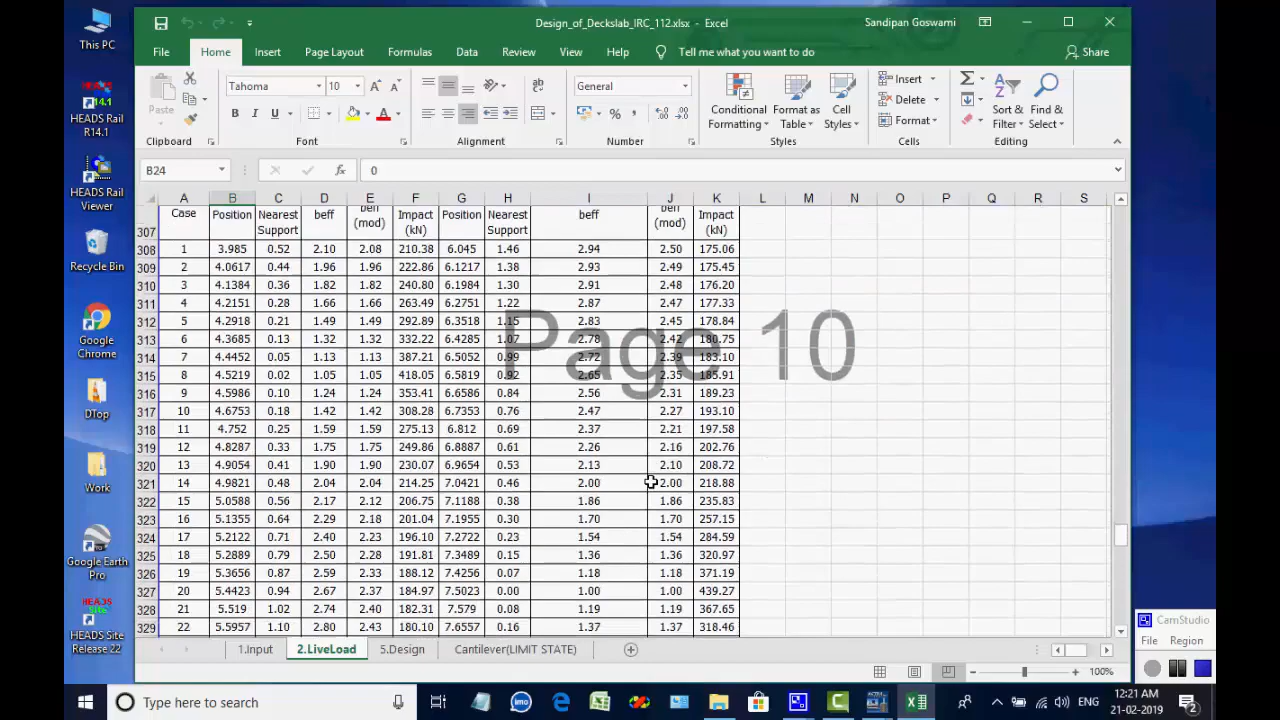 This PC
HEADS Rail
R14.1
HEADS Rail
Viewer
Recycle Bin
Google
Chrome
DTop
Work
Google Earth
Pro
HEADS Site
Release 22
Design_of_Deckslab_IRC_112.xlsx - Excel
Sandipan Goswami
File Home Insert Page Layout Formulas Data Review View Help Tell me what you want to do Share
Paste
Clipboard
Tahoma 10
B I U
Font
Alignment
General
% ,
Number
Conditional Formatting
Format as Table
Cell Styles
Styles
Insert
Delete
Format
Cells
Sort & Filter
Find & Select
Editing
B24 fx 0
A B C D E F G H I J K L M N O P Q R S
307 Case Position Nearest Support beff beff (mod) Impact (kN) Position Nearest Support beff beff (mod) Impact (kN)
308 1 3.985 0.52 2.10 2.08 210.38 6.045 1.46 2.94 2.50 175.06
309 2 4.0617 0.44 1.96 1.96 222.86 6.1217 1.38 2.93 2.49 175.45
310 3 4.1384 0.36 1.82 1.82 240.80 6.1984 1.30 2.91 2.48 176.20
311 4 4.2151 0.28 1.66 1.66 263.49 6.2751 1.22 2.87 2.47 177.33
312 5 4.2918 0.21 1.49 1.49 292.89 6.3518 1.15 2.83 2.45 178.84
313 6 4.3685 0.13 1.32 1.32 332.22 6.4285 1.07 2.78 2.42 180.75
314 7 4.4452 0.05 1.13 1.13 387.21 6.5052 0.99 2.72 2.39 183.10
315 8 4.5219 0.02 1.05 1.05 418.05 6.5819 0.92 2.65 2.35 185.91
316 9 4.5986 0.10 1.24 1.24 353.41 6.6586 0.84 2.56 2.31 189.23
317 10 4.6753 0.18 1.42 1.42 308.28 6.7353 0.76 2.47 2.27 193.10
318 11 4.752 0.25 1.59 1.59 275.13 6.812 0.69 2.37 2.21 197.58
319 12 4.8287 0.33 1.75 1.75 249.86 6.8887 0.61 2.26 2.16 202.76
320 13 4.9054 0.41 1.90 1.90 230.07 6.9654 0.53 2.13 2.10 208.72
321 14 4.9821 0.48 2.04 2.04 214.25 7.0421 0.46 2.00 2.00 218.88
322 15 5.0588 0.56 2.17 2.12 206.75 7.1188 0.38 1.86 1.86 235.83
323 16 5.1355 0.64 2.29 2.18 201.04 7.1955 0.30 1.70 1.70 257.15
324 17 5.2122 0.71 2.40 2.23 196.10 7.2722 0.23 1.54 1.54 284.59
325 18 5.2889 0.79 2.50 2.28 191.81 7.3489 0.15 1.36 1.36 320.97
326 19 5.3656 0.87 2.59 2.33 188.12 7.4256 0.07 1.18 1.18 371.19
327 20 5.4423 0.94 2.67 2.37 184.97 7.5023 0.00 1.00 1.00 439.27
328 21 5.519 1.02 2.74 2.40 182.31 7.579 0.08 1.19 1.19 367.65
329 22 5.5957 1.10 2.80 2.43 180.10 7.6557 0.16 1.37 1.37 318.46
Page 10
1.Input 2.LiveLoad 5.Design Cantilever(LIMIT STATE)
100%
CamStudio
File Region
Type here to search
imo
ENG
12:21 AM
21-02-2019
2